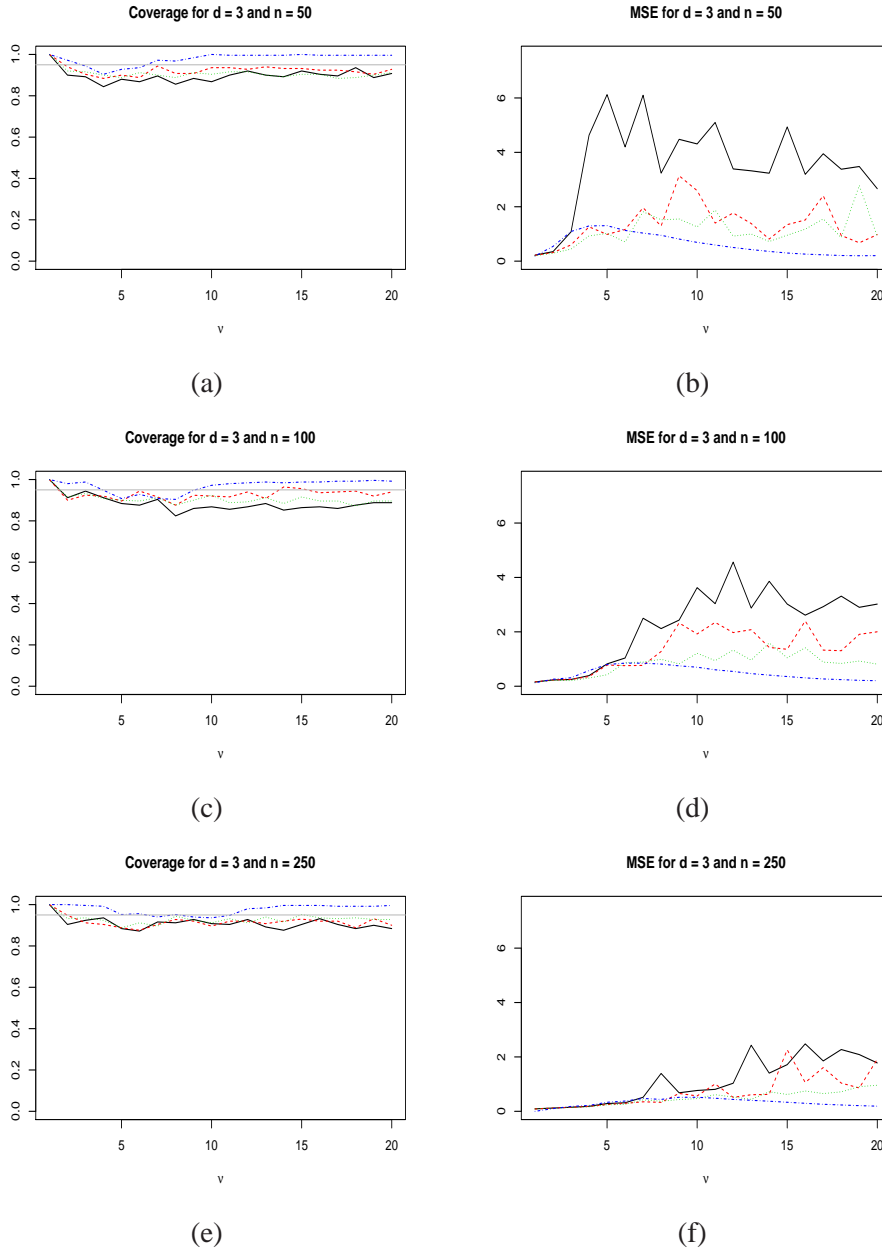 Coverage for d = 3 and n = 50
MSE for d = 3 and n = 50
0.0 0.2 0.4 0.6 0.8 1.0
0 2 4 6
5 10 15 20
5 10 15 20
ν
ν
(a)
(b)
Coverage for d = 3 and n = 100
MSE for d = 3 and n = 100
0.0 0.2 0.4 0.6 0.8 1.0
0 2 4 6
5 10 15 20
5 10 15 20
ν
ν
(c)
(d)
Coverage for d = 3 and n = 250
MSE for d = 3 and n = 250
0.0 0.2 0.4 0.6 0.8 1.0
0 2 4 6
5 10 15 20
5 10 15 20
ν
ν
(e)
(f)